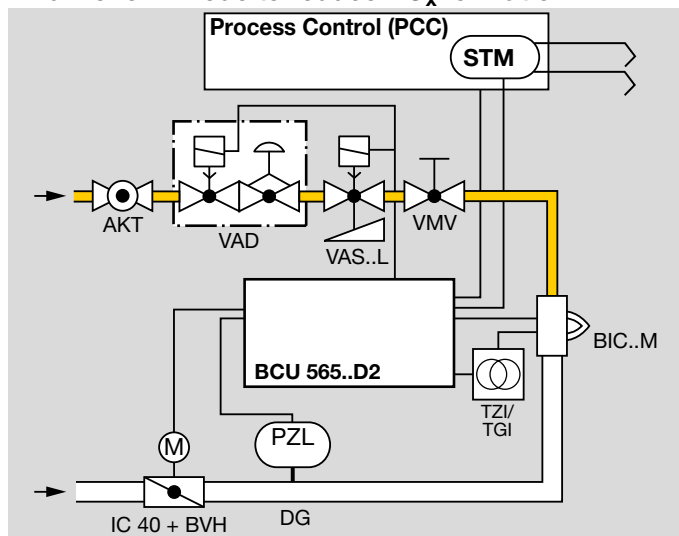 Process Control (PCC)
STM
AKT
VAD
VAS..L
VMV
BCU 565..D2
BIC..M
TZI/
TGI
M
PZL
IC 40 + BVH
DG